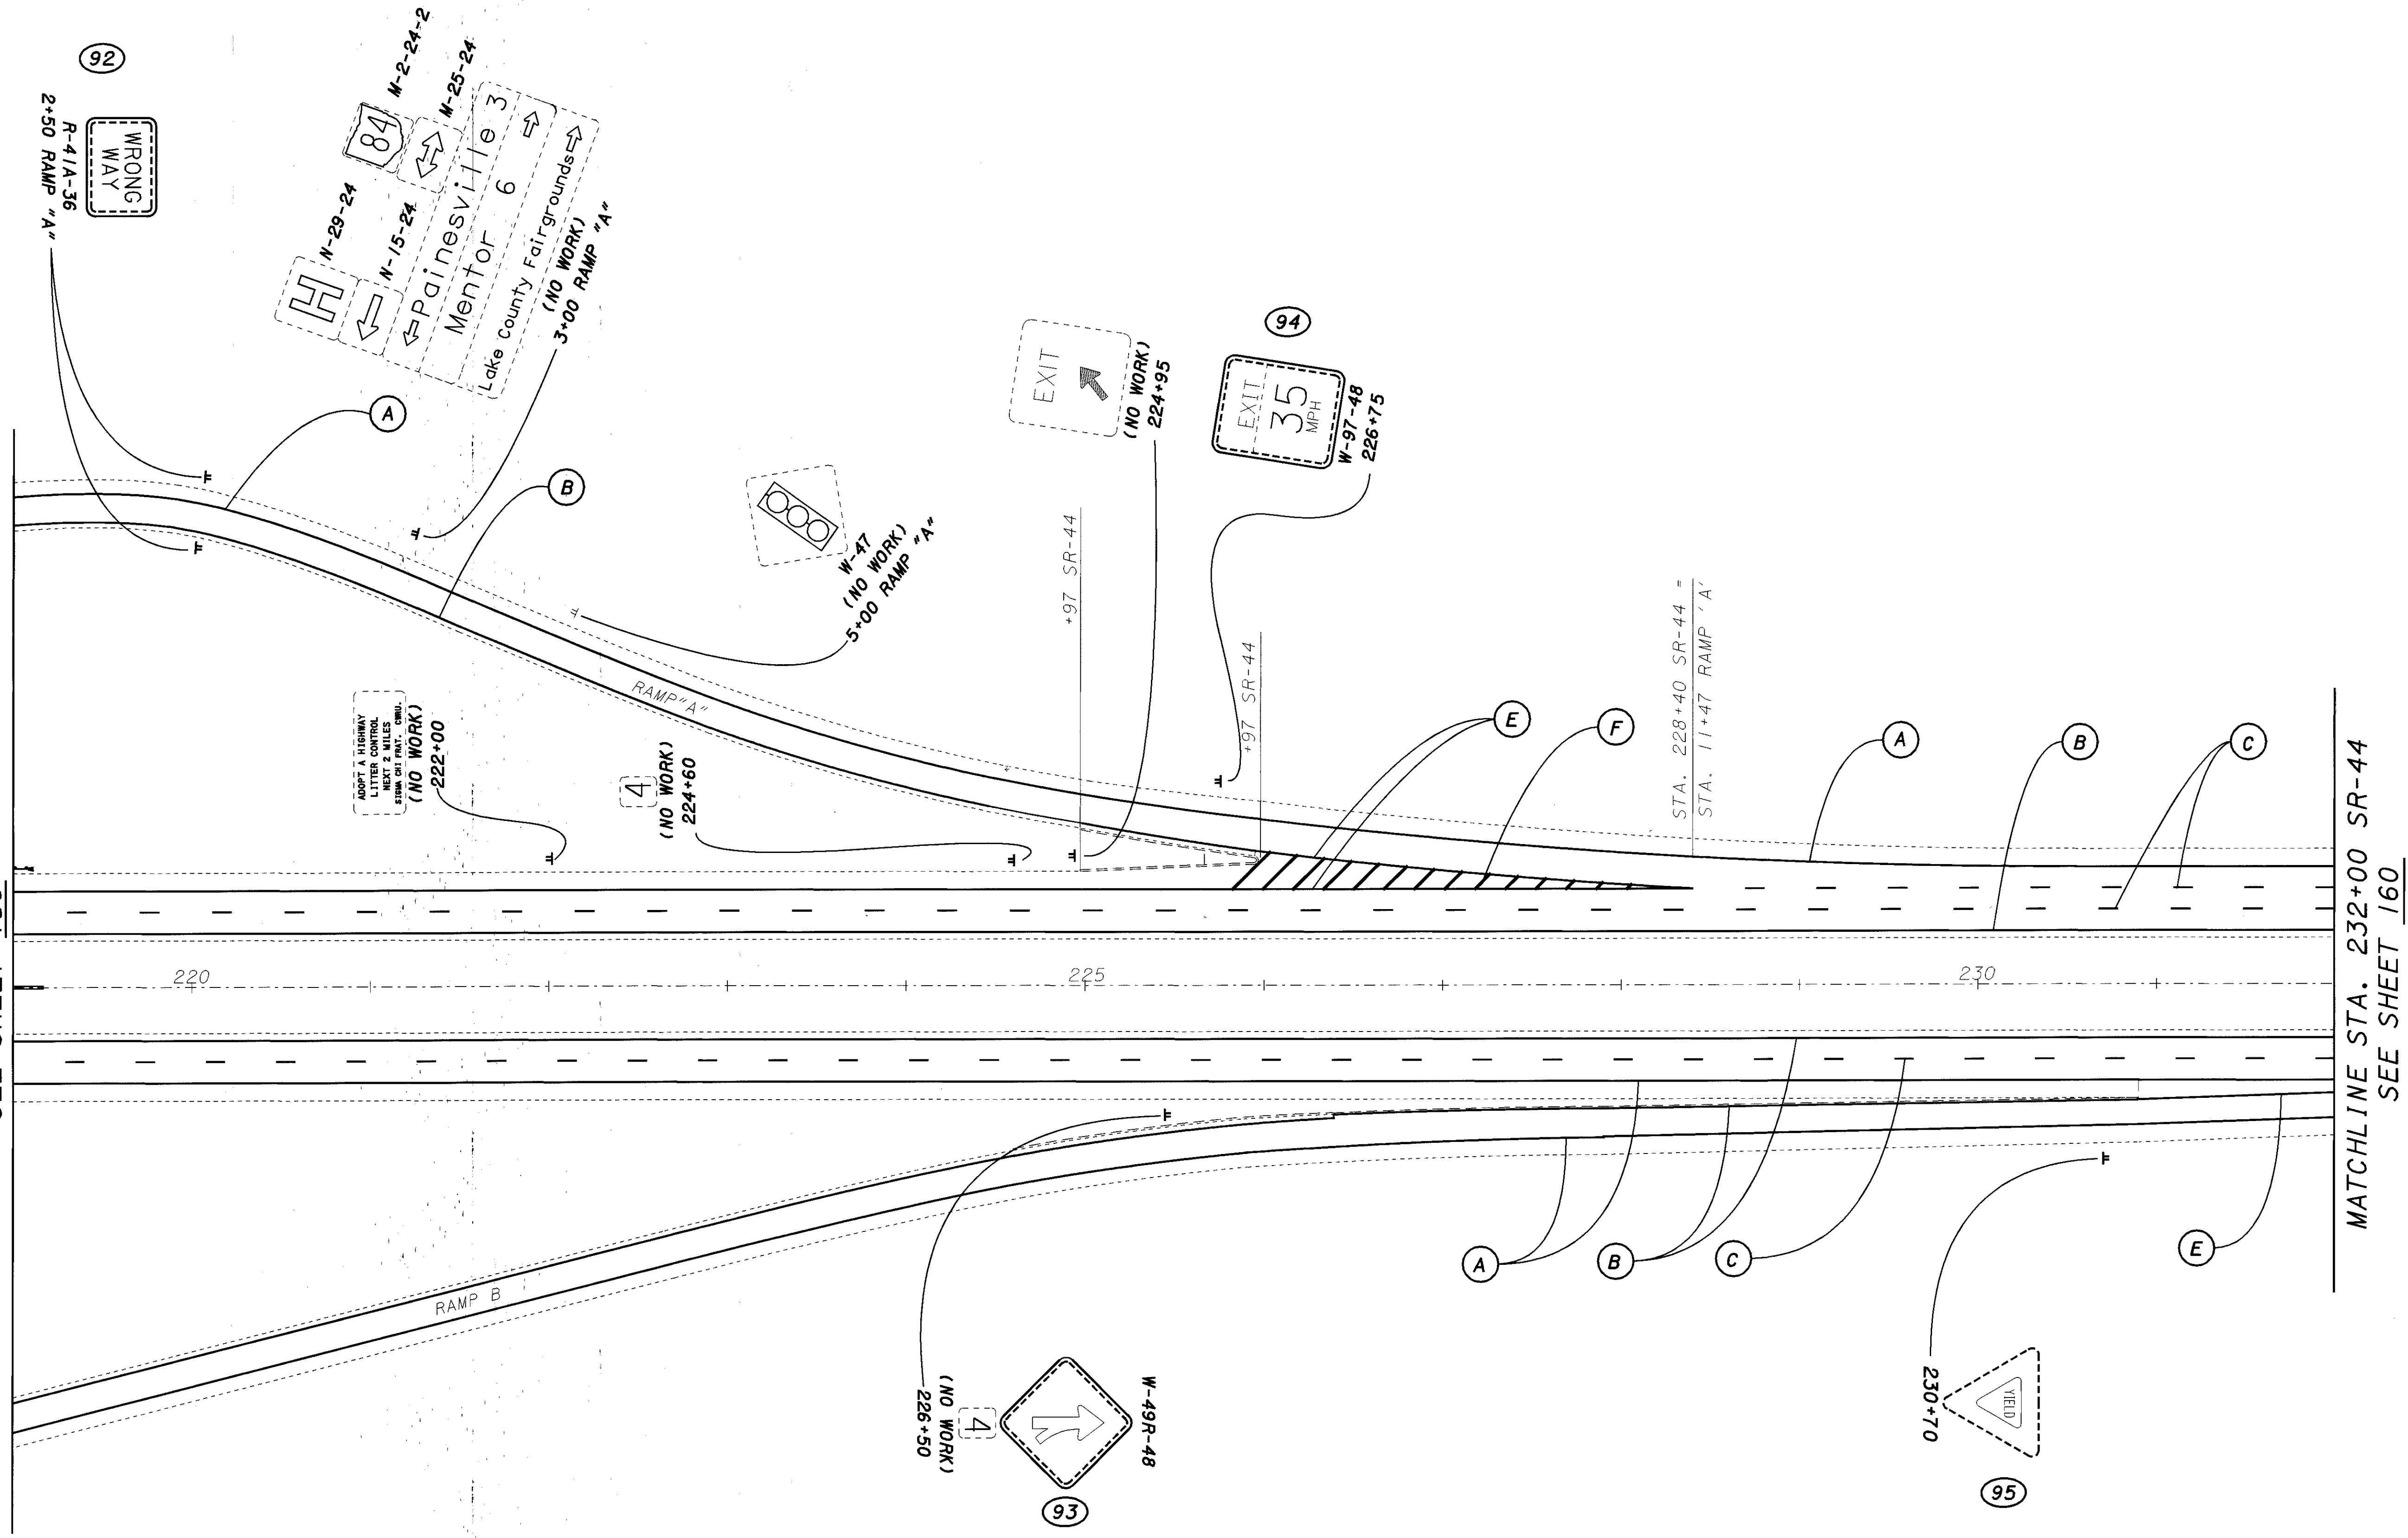 92
WRONG
WAY
R-41A-36
2+50 RAMP "A"
M-2-24-2
84
M-25-24
N-29-24
H
N-15-24
Painesville 3
Mentor 6
Lake County Fairgrounds
(NO WORK)
3+00 RAMP "A"
A
B
W-47
(NO WORK)
5+00 RAMP "A"
EXIT
(NO WORK)
224+95
94
EXIT
35
MPH
W-97-48
226+75
+97 SR-44
+97 SR-44
RAMP "A"
ADOPT A HIGHWAY
LITTER CONTROL
NEXT 2 MILES
SIGMA CHI FRAT. CWRU.
(NO WORK)
222+00
4
(NO WORK)
224+60
E
F
STA. 228+40 SR-44 =
STA. 11+47 RAMP 'A'
A
B
C
220
225
230
MATCHLINE STA. 232+00 SR-44
SEE SHEET 160
RAMP B
A
B
C
E
W-49R-48
4
(NO WORK)
226+50
93
YIELD
230+70
95